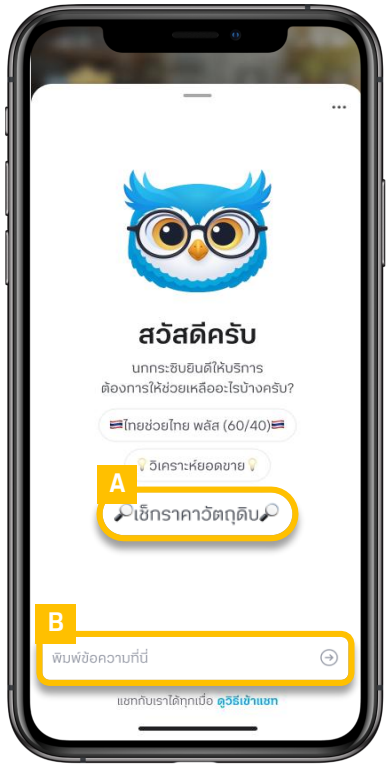 สวัสดีครับ
นกกระซิบยินดีให้บริการ
ต้องการให้ช่วยเหลืออะไรบ้างครับ?
🇹🇭ไทยช่วยไทย พลัส (60/40)🇹🇭
💡วิเคราะห์ยอดขาย💡
A
🔎เช็กราคาวัตถุดิบ🔎
B
พิมพ์ข้อความที่นี่
แชทกับเราได้ทุกเมื่อ ดูวิธีเข้าแชท